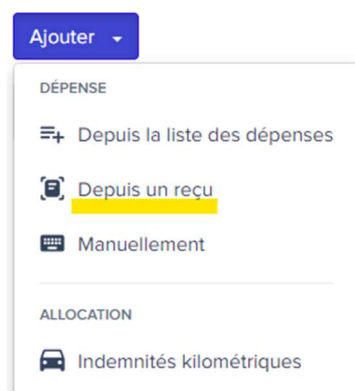 Ajouter
DÉPENSE
Depuis la liste des dépenses
Depuis un reçu
Manuellement
ALLOCATION
Indemnités kilométriques